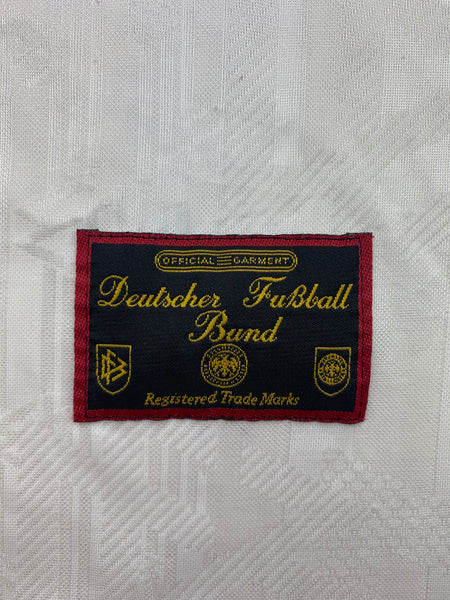 OFFICIAL GARMENT
Deutscher Fußball
Bund
Registered Trade Marks